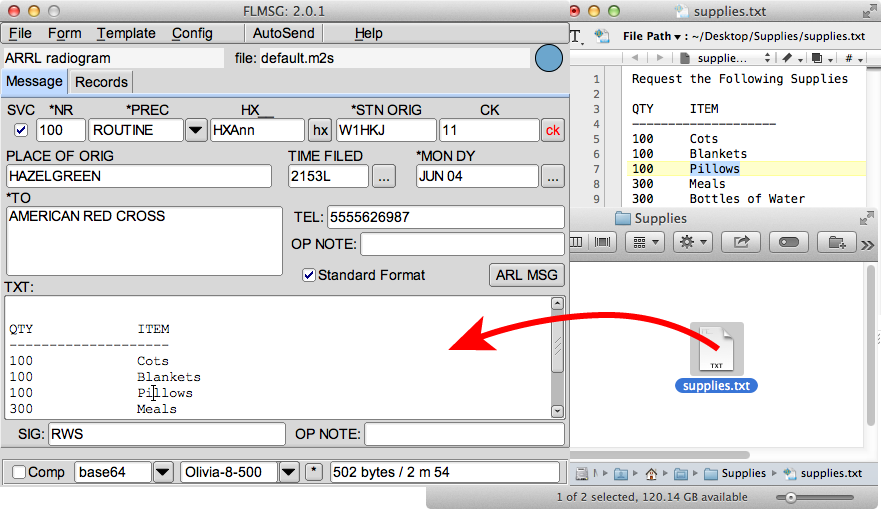 FLMSG: 2.0.1
File Form Template Config AutoSend Help
ARRL radiogram file: default.m2s
Message Records
SVC *NR *PREC HX__ *STN ORIG CK
100 ROUTINE HXAnn hx W1HKJ 11 ck
PLACE OF ORIG TIME FILED *MON DY
HAZELGREEN 2153L ... JUN 04 ...
*TO
AMERICAN RED CROSS
TEL: 5555626987
OP NOTE:
Standard Format ARL MSG
TXT:
QTY ITEM
--------------------
100 Cots
100 Blankets
100 Pillows
300 Meals
SIG: RWS OP NOTE:
Comp base64 Olivia-8-500 * 502 bytes / 2 m 54
supplies.txt
T File Path : ~/Desktop/Supplies/supplies.txt
supplie... #
1 Request the Following Supplies
2
3 QTY ITEM
4 --------------------
5 100 Cots
6 100 Blankets
7 100 Pillows
8 300 Meals
9 300 Bottles of Water
Supplies
TXT
supplies.txt
Supplies supplies.txt
1 of 2 selected, 120.14 GB available